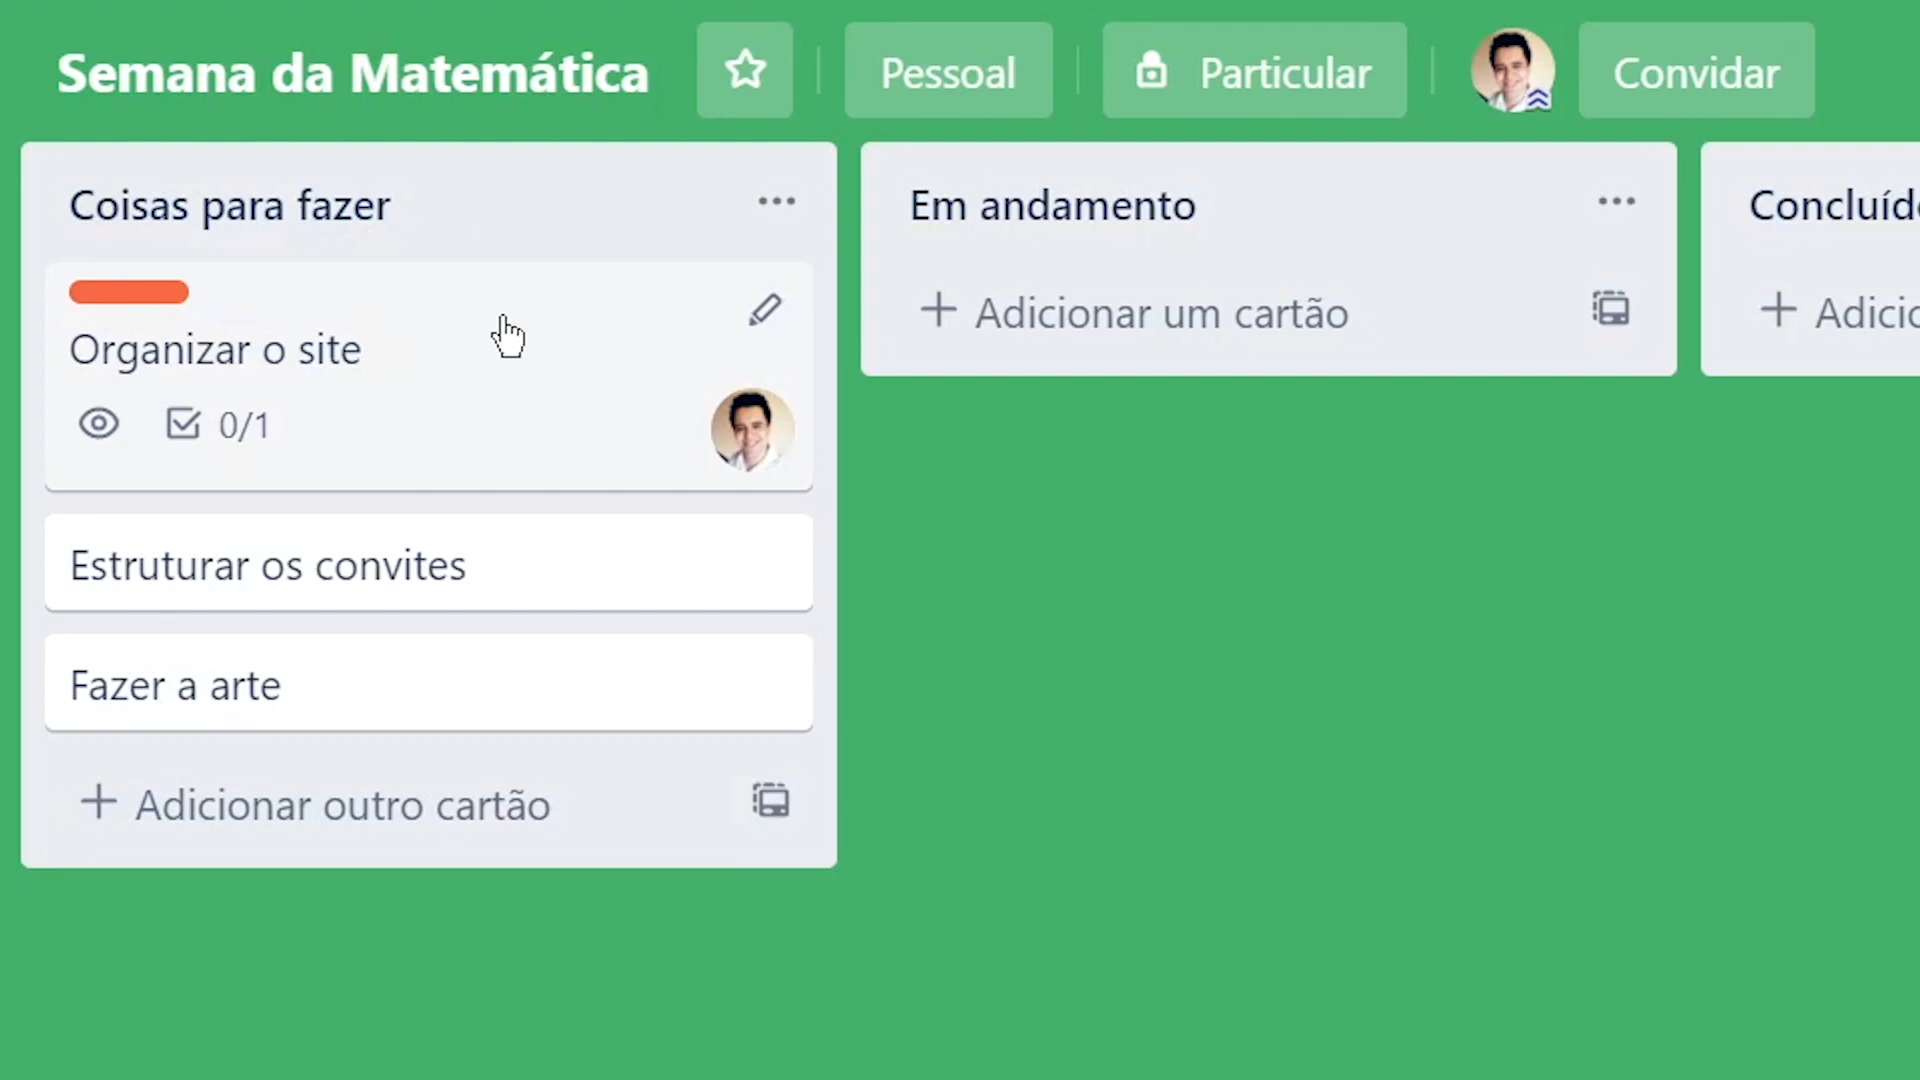 Semana da Matemática
Pessoal
Particular
Convidar
Coisas para fazer
Organizar o site
0/1
Estruturar os convites
Fazer a arte
Adicionar outro cartão
Em andamento
Adicionar um cartão